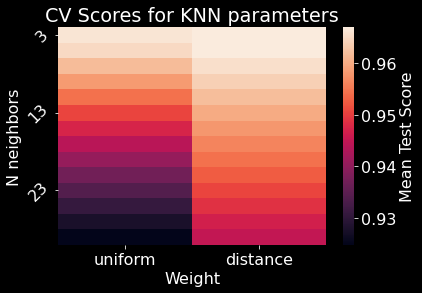 CV Scores for KNN parameters
3
13
23
N neighbors
uniform
distance
Weight
0.96
0.95
0.94
0.93
Mean Test Score